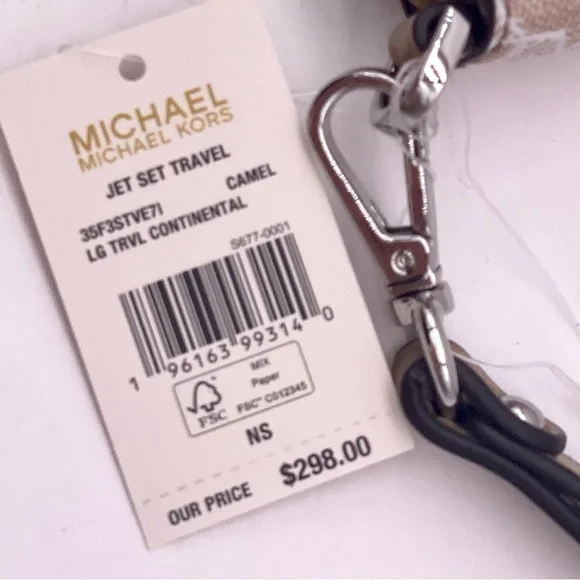 MICHAEL
MICHAEL KORS
JET SET TRAVEL
35F3STVE7I CAMEL
LG TRVL CONTINENTAL
S677-0001
1 96163 99314 0
FSC
MIX
Paper
FSC™ C012345
NS
OUR PRICE $298.00